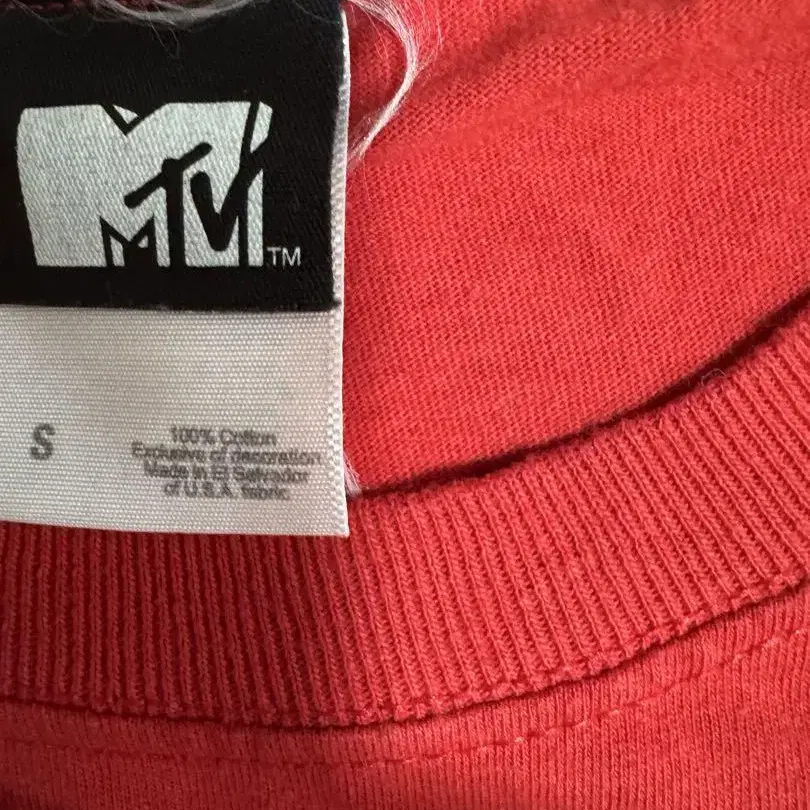 MTV
TM
S
100% Cotton
Exclusive of decoration
Made in El Salvador
of U.S.A. fabric